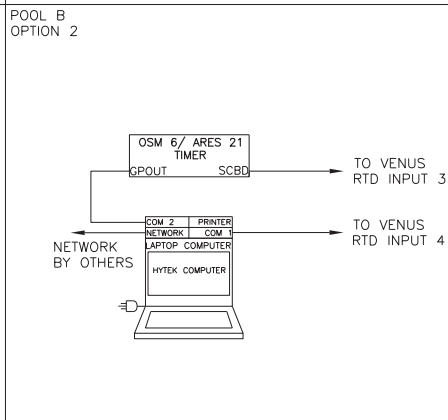 POOL B
OPTION 2
OSM 6/ ARES 21
TIMER
GPOUT SCBD
TO VENUS
RTD INPUT 3
COM 2 PRINTER
NETWORK COM 1
LAPTOP COMPUTER
HYTEK COMPUTER
TO VENUS
RTD INPUT 4
NETWORK
BY OTHERS